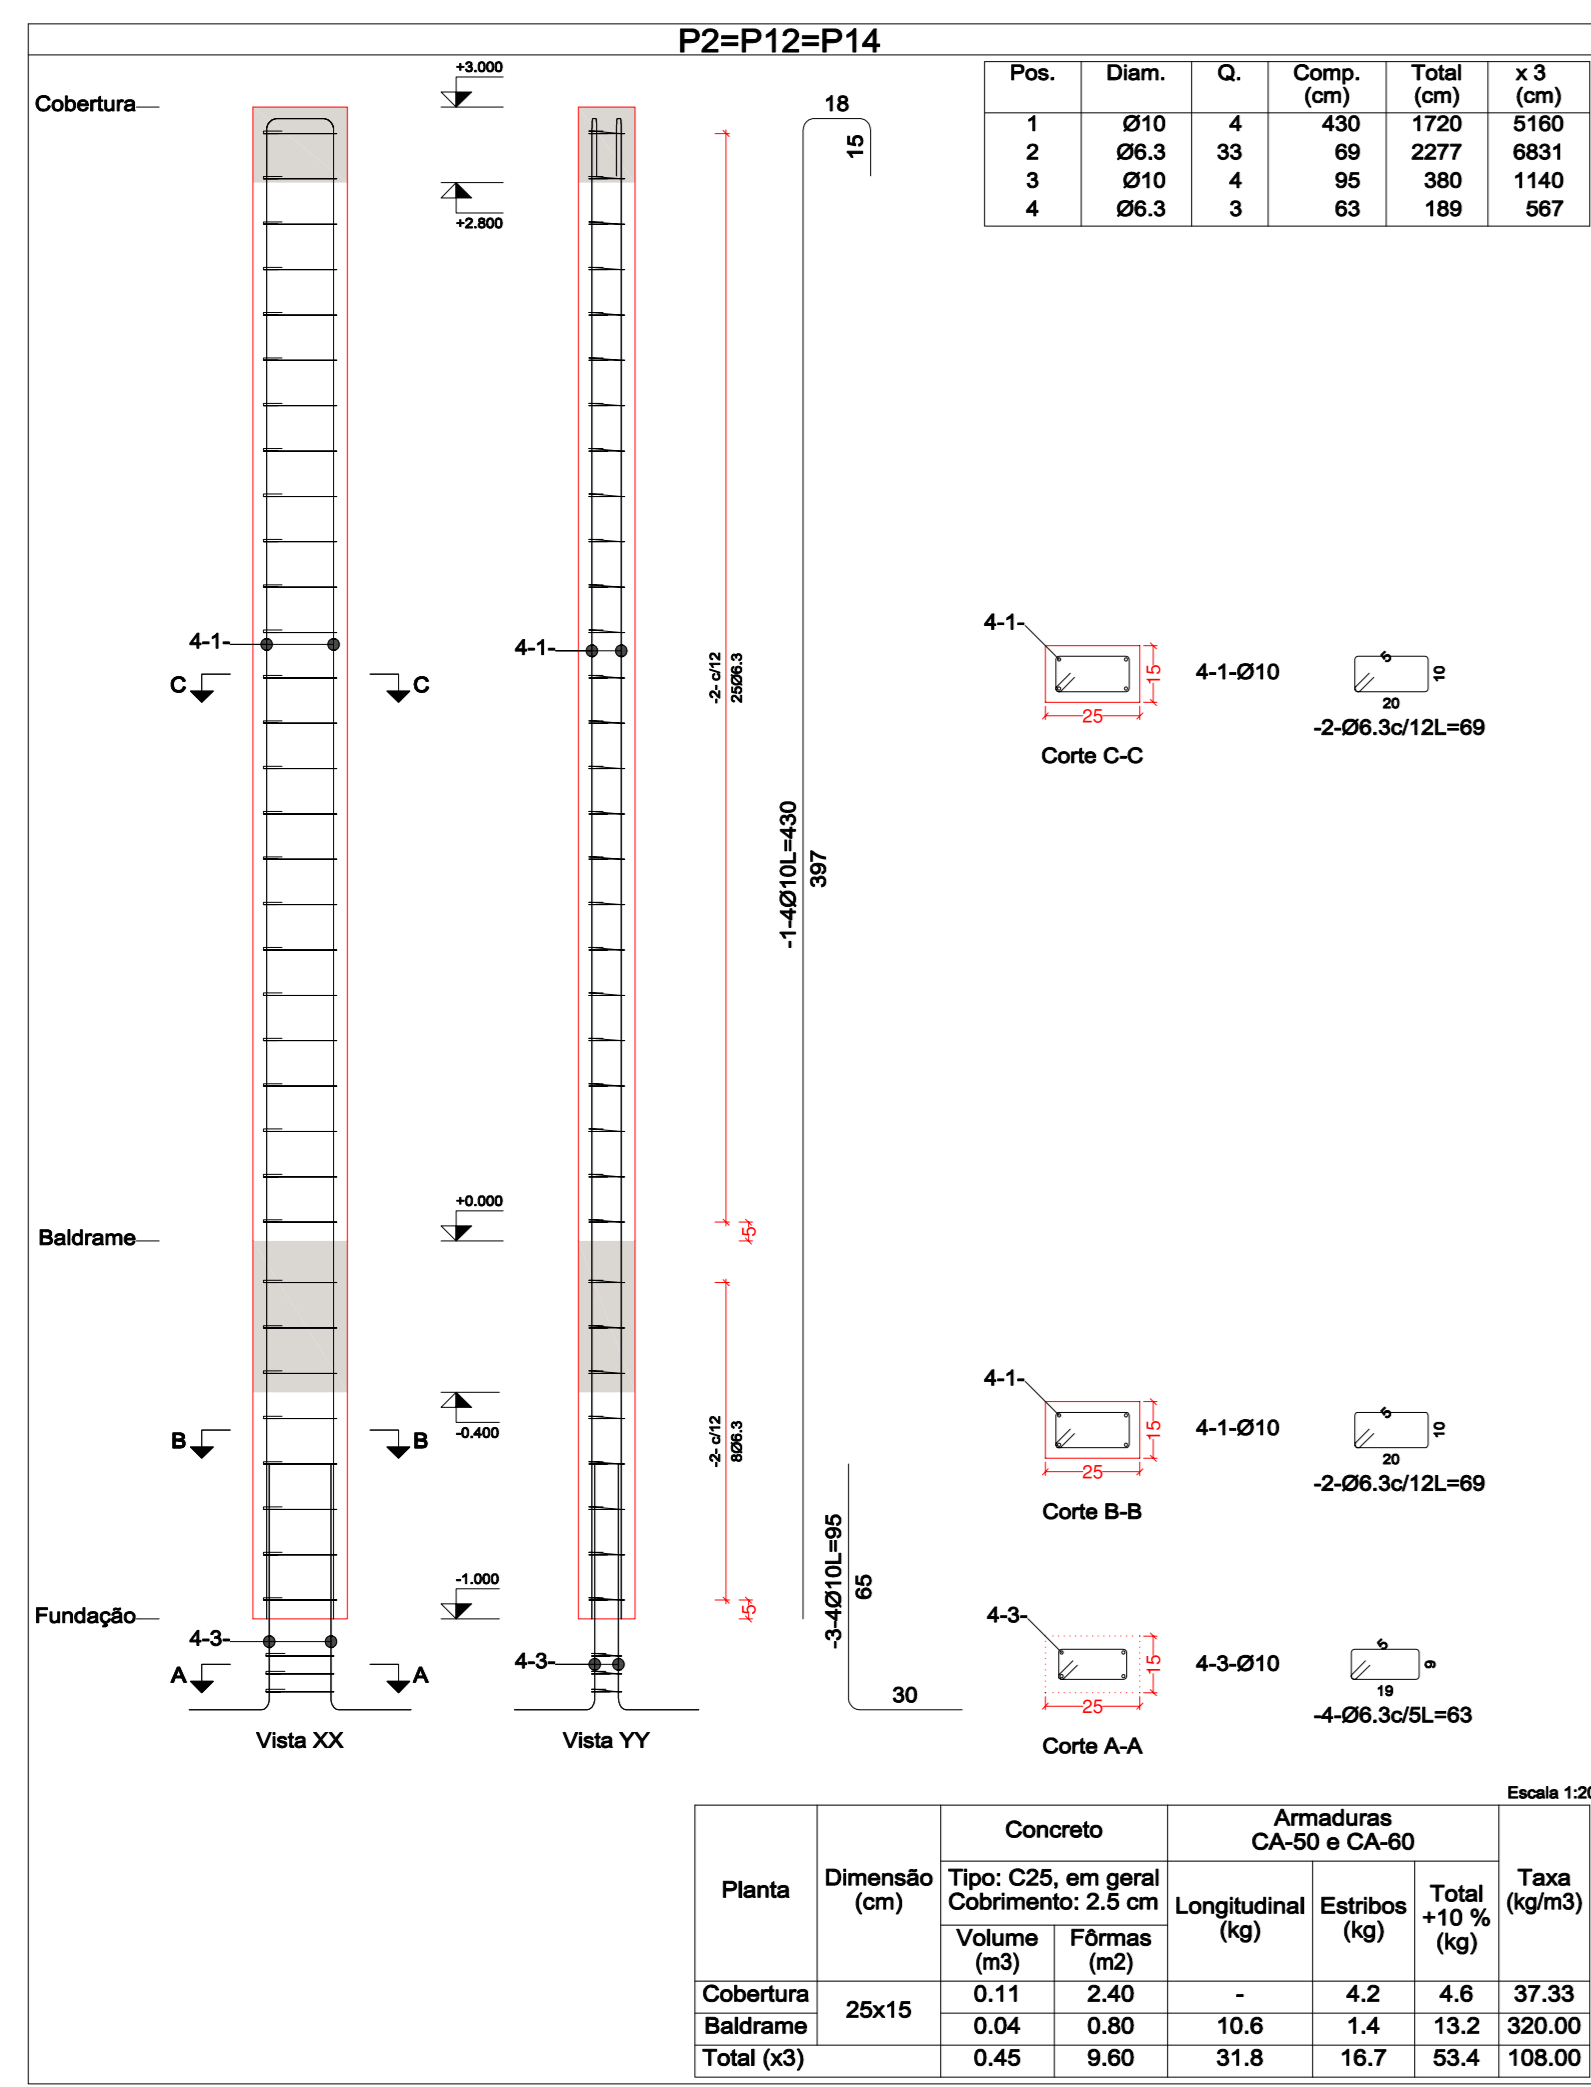 P2=P12=P14
Pos. Diam. Q. Comp. (cm) Total (cm) x 3 (cm)
1 Ø10 4 430 1720 5160
2 Ø6.3 33 69 2277 6831
3 Ø10 4 95 380 1140
4 Ø6.3 3 63 189 567
+3.000
Cobertura
+2.800
18
15
4-1-
4-1-
C C
-2- c/12
25Ø6.3
-1-4Ø10L=430
397
4-1-
15
25
4-1-Ø10
5
10
20
-2-Ø6.3c/12L=69
Corte C-C
+0.000
Baldrame
5
-0.400
B B
-2- c/12
8Ø6.3
4-1-
15
25
4-1-Ø10
5
10
20
-2-Ø6.3c/12L=69
Corte B-B
-1.000
Fundação
5
-3-4Ø10L=95
65
30
4-3-
4-3-
A A
4-3-
15
25
4-3-Ø10
5
9
19
-4-Ø6.3c/5L=63
Corte A-A
Vista XX
Vista YY
Escala 1:20
Planta
Dimensão
(cm)
Concreto
Tipo: C25, em geral
Cobrimento: 2.5 cm
Volume
(m3)
Fôrmas
(m2)
Armaduras
CA-50 e CA-60
Longitudinal
(kg)
Estribos
(kg)
Total
+10 %
(kg)
Taxa
(kg/m3)
Cobertura 25x15 0.11 2.40 - 4.2 4.6 37.33
Baldrame 0.04 0.80 10.6 1.4 13.2 320.00
Total (x3) 0.45 9.60 31.8 16.7 53.4 108.00